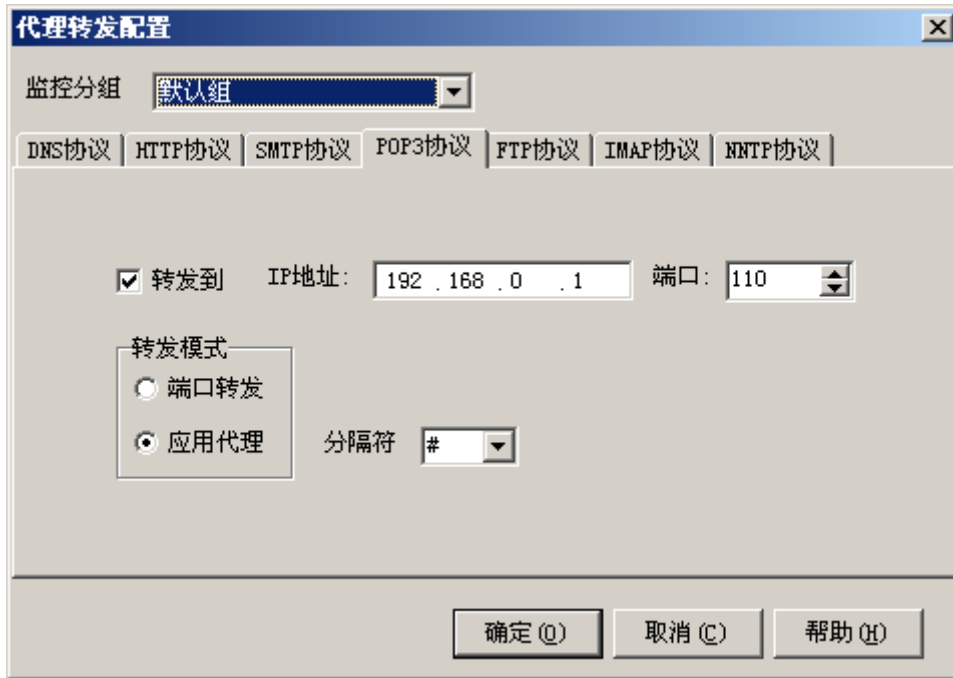 代理转发配置
监控分组 默认组
DNS协议 HTTP协议 SMTP协议 POP3协议 FTP协议 IMAP协议 NNTP协议
转发到 IP地址: 192 . 168 . 0 . 1 端口: 110
转发模式
端口转发
应用代理 分隔符 #
确定(O) 取消(C) 帮助(H)